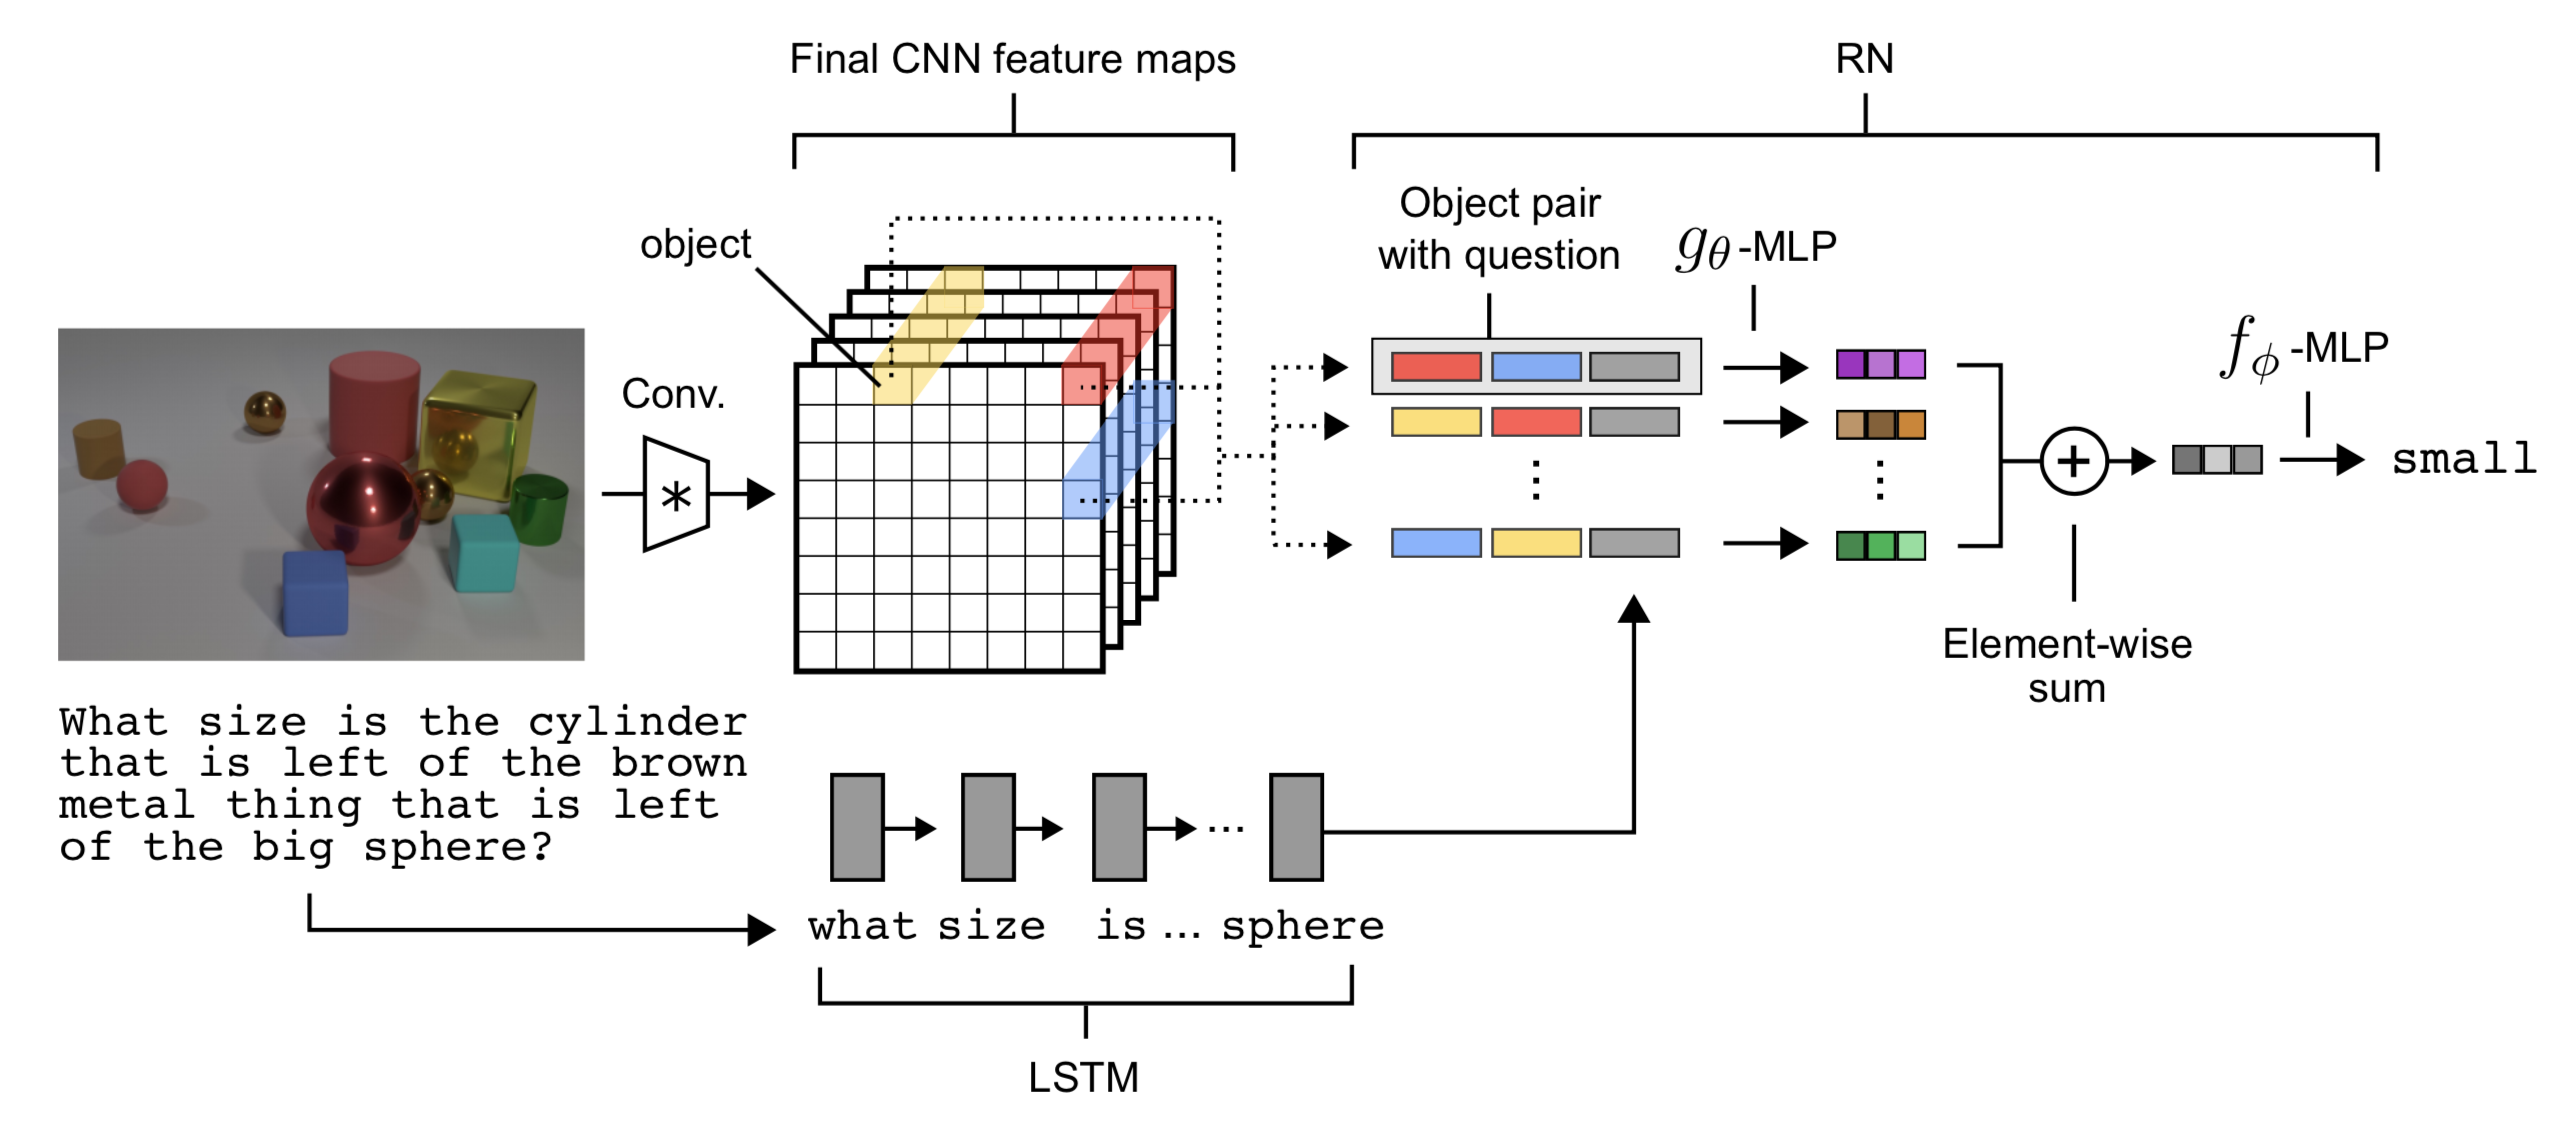 Final CNN feature maps
RN
Object pair
with question
object
gθ-MLP
fϕ-MLP
Conv.
*
+
small
Element-wise
sum
What size is the cylinder
that is left of the brown
metal thing that is left
of the big sphere?
...
what size is ... sphere
LSTM